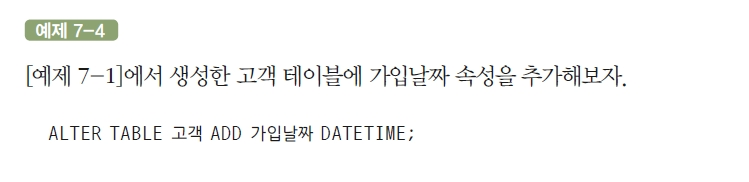 예제 7-4
[예제 7-1]에서 생성한 고객 테이블에 가입날짜 속성을 추가해보자.
ALTER TABLE 고객 ADD 가입날짜 DATETIME;